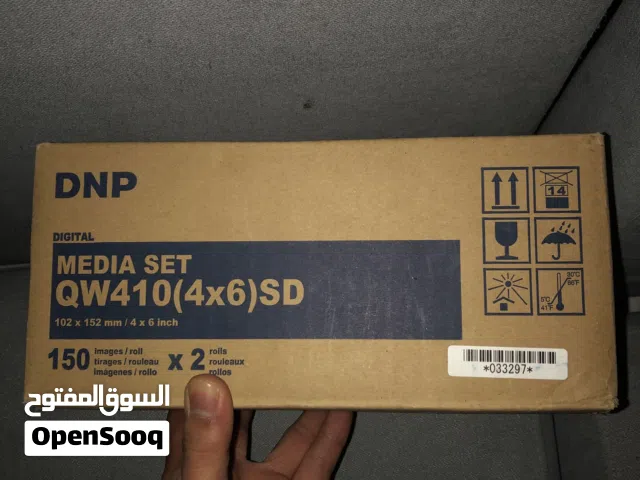 DNP
14
DIGITAL
MEDIA SET
QW410(4x6)SD
102 x 152 mm / 4 x 6 inch
30°C
86°F
5°C
41°F
150 images / roll x 2 rolls
tirages / rouleau rouleaux
imágenes / rollo rollos
*033297*
السوق المفتوح
OpenSooq